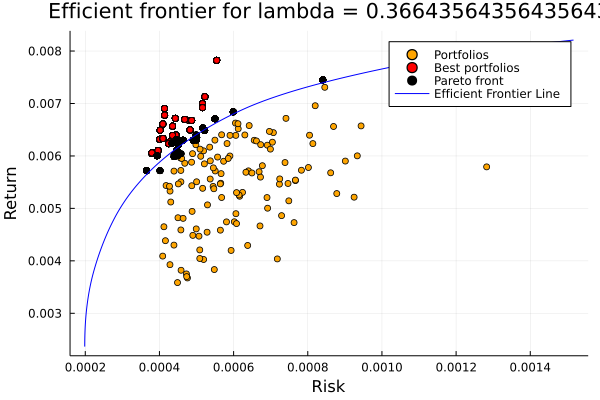 Efficient frontier for lambda = 0.3664356435643564
0.008
0.007
0.006
0.005
0.004
0.003
Return
Portfolios
Best portfolios
Pareto front
Efficient Frontier Line
0.0002 0.0004 0.0006 0.0008 0.0010 0.0012 0.0014
Risk